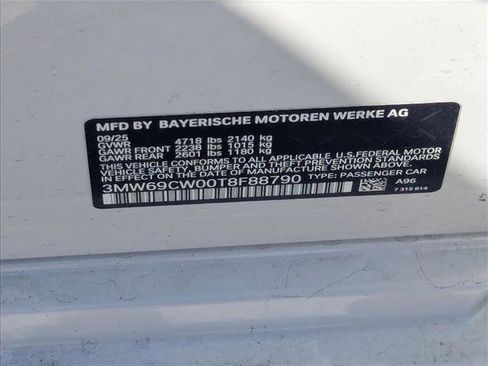 MFD BY BAYERISCHE MOTOREN WERKE AG
09/25
GVWR 4718 lbs 2140 kg
GAWR FRONT 2238 lbs 1015 kg
GAWR REAR 2601 lbs 1180 kg
THIS VEHICLE CONFORMS TO ALL APPLICABLE U.S. FEDERAL MOTOR
VEHICLE SAFETY BUMPER AND THEFT PREVENTION STANDARDS
IN EFFECT ON THE DATE OF MANUFACTURE SHOWN ABOVE.
3MW69CW00T8F88790 TYPE: PASSENGER CAR
A96
7 315 614